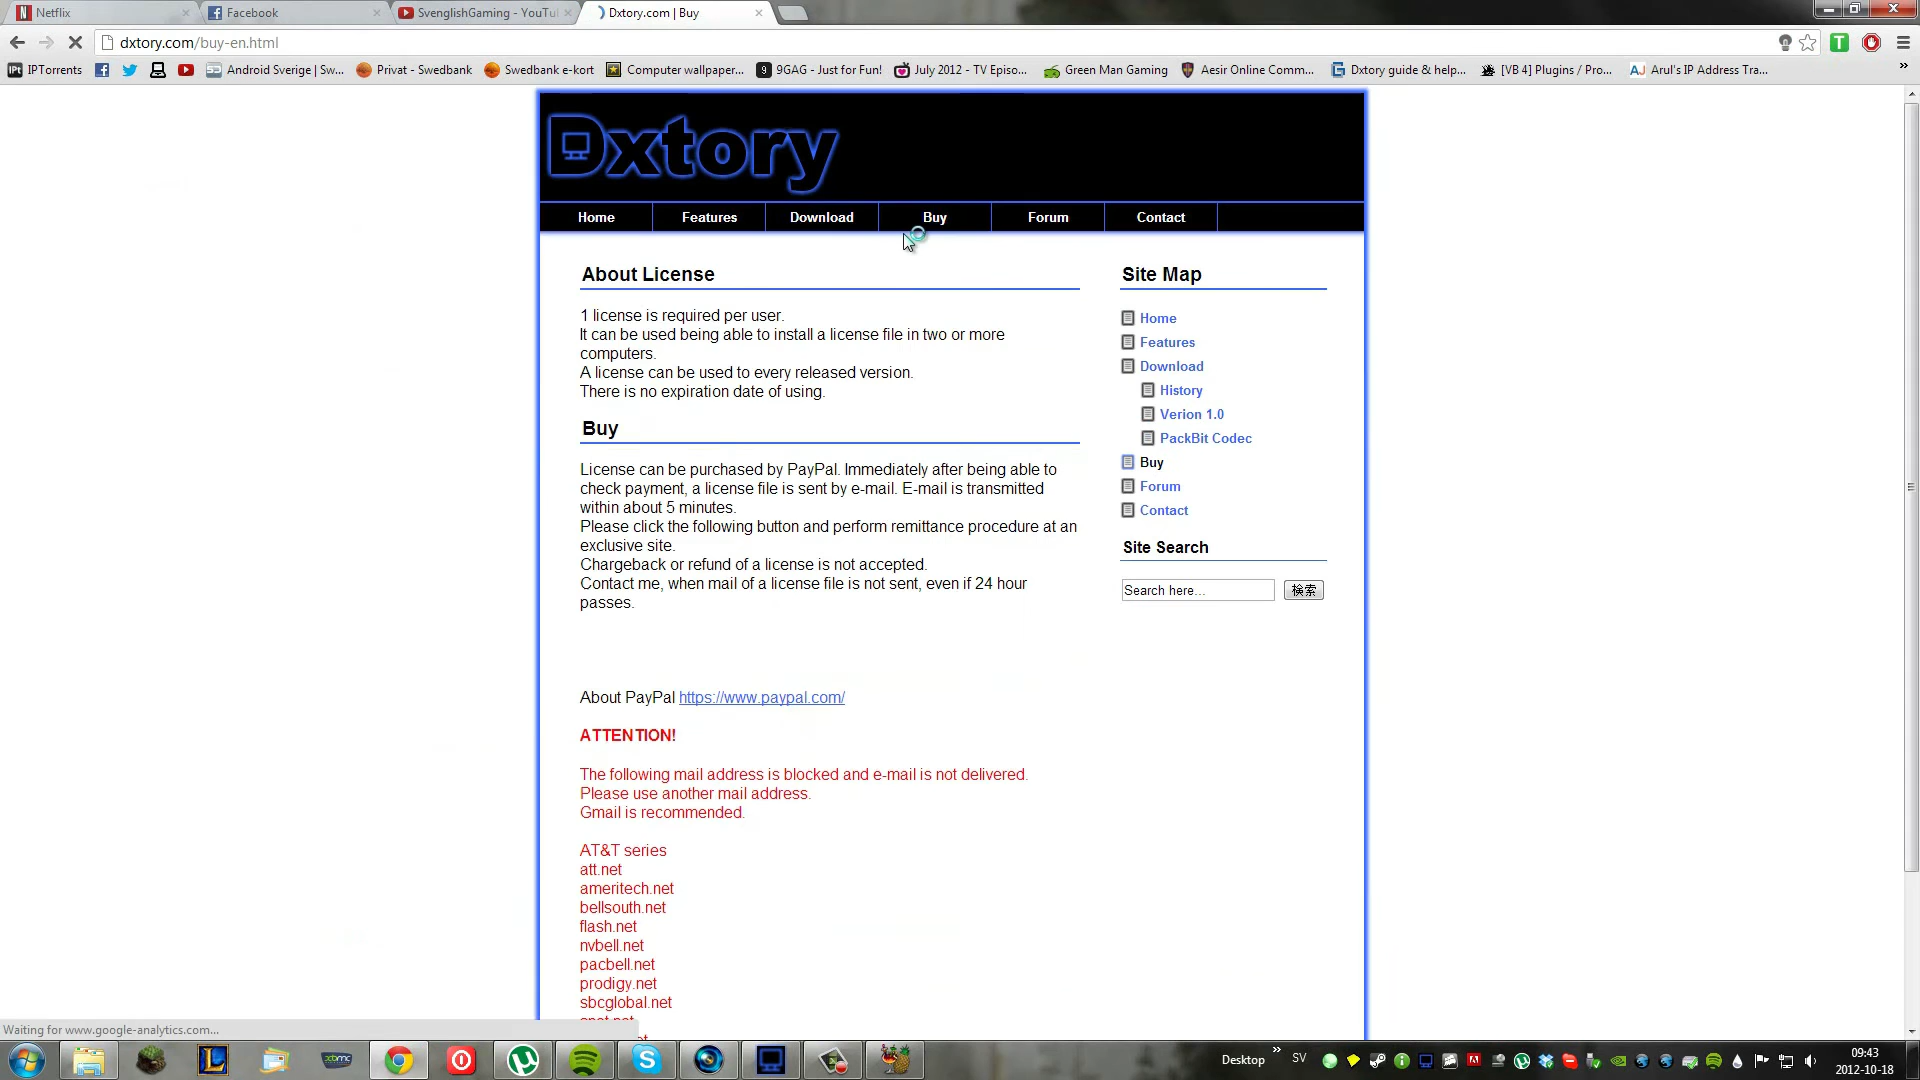 Netflix
Facebook
SvenglishGaming - YouTu
Dxtory.com | Buy
dxtory.com/buy-en.html
IPTorrents
Android Sverige | Sw...
Privat - Swedbank
Swedbank e-kort
Computer wallpaper...
9GAG - Just for Fun!
July 2012 - TV Episo...
Green Man Gaming
Aesir Online Comm...
Dxtory guide & help...
[VB 4] Plugins / Pro...
Arul's IP Address Tra...
Dxtory
Home
Features
Download
Buy
Forum
Contact
About License
1 license is required per user.
It can be used being able to install a license file in two or more
computers.
A license can be used to every released version.
There is no expiration date of using.
Buy
License can be purchased by PayPal. Immediately after being able to
check payment, a license file is sent by e-mail. E-mail is transmitted
within about 5 minutes.
Please click the following button and perform remittance procedure at an
exclusive site.
Chargeback or refund of a license is not accepted.
Contact me, when mail of a license file is not sent, even if 24 hour
passes.
About PayPal https://www.paypal.com/
ATTENTION!
The following mail address is blocked and e-mail is not delivered.
Please use another mail address.
Gmail is recommended.
AT&T series
att.net
ameritech.net
bellsouth.net
flash.net
nvbell.net
pacbell.net
prodigy.net
sbcglobal.net
Site Map
Home
Features
Download
History
Verion 1.0
PackBit Codec
Buy
Forum
Contact
Site Search
Search here...
検索
Waiting for www.google-analytics.com...
Desktop
SV
09:43
2012-10-18